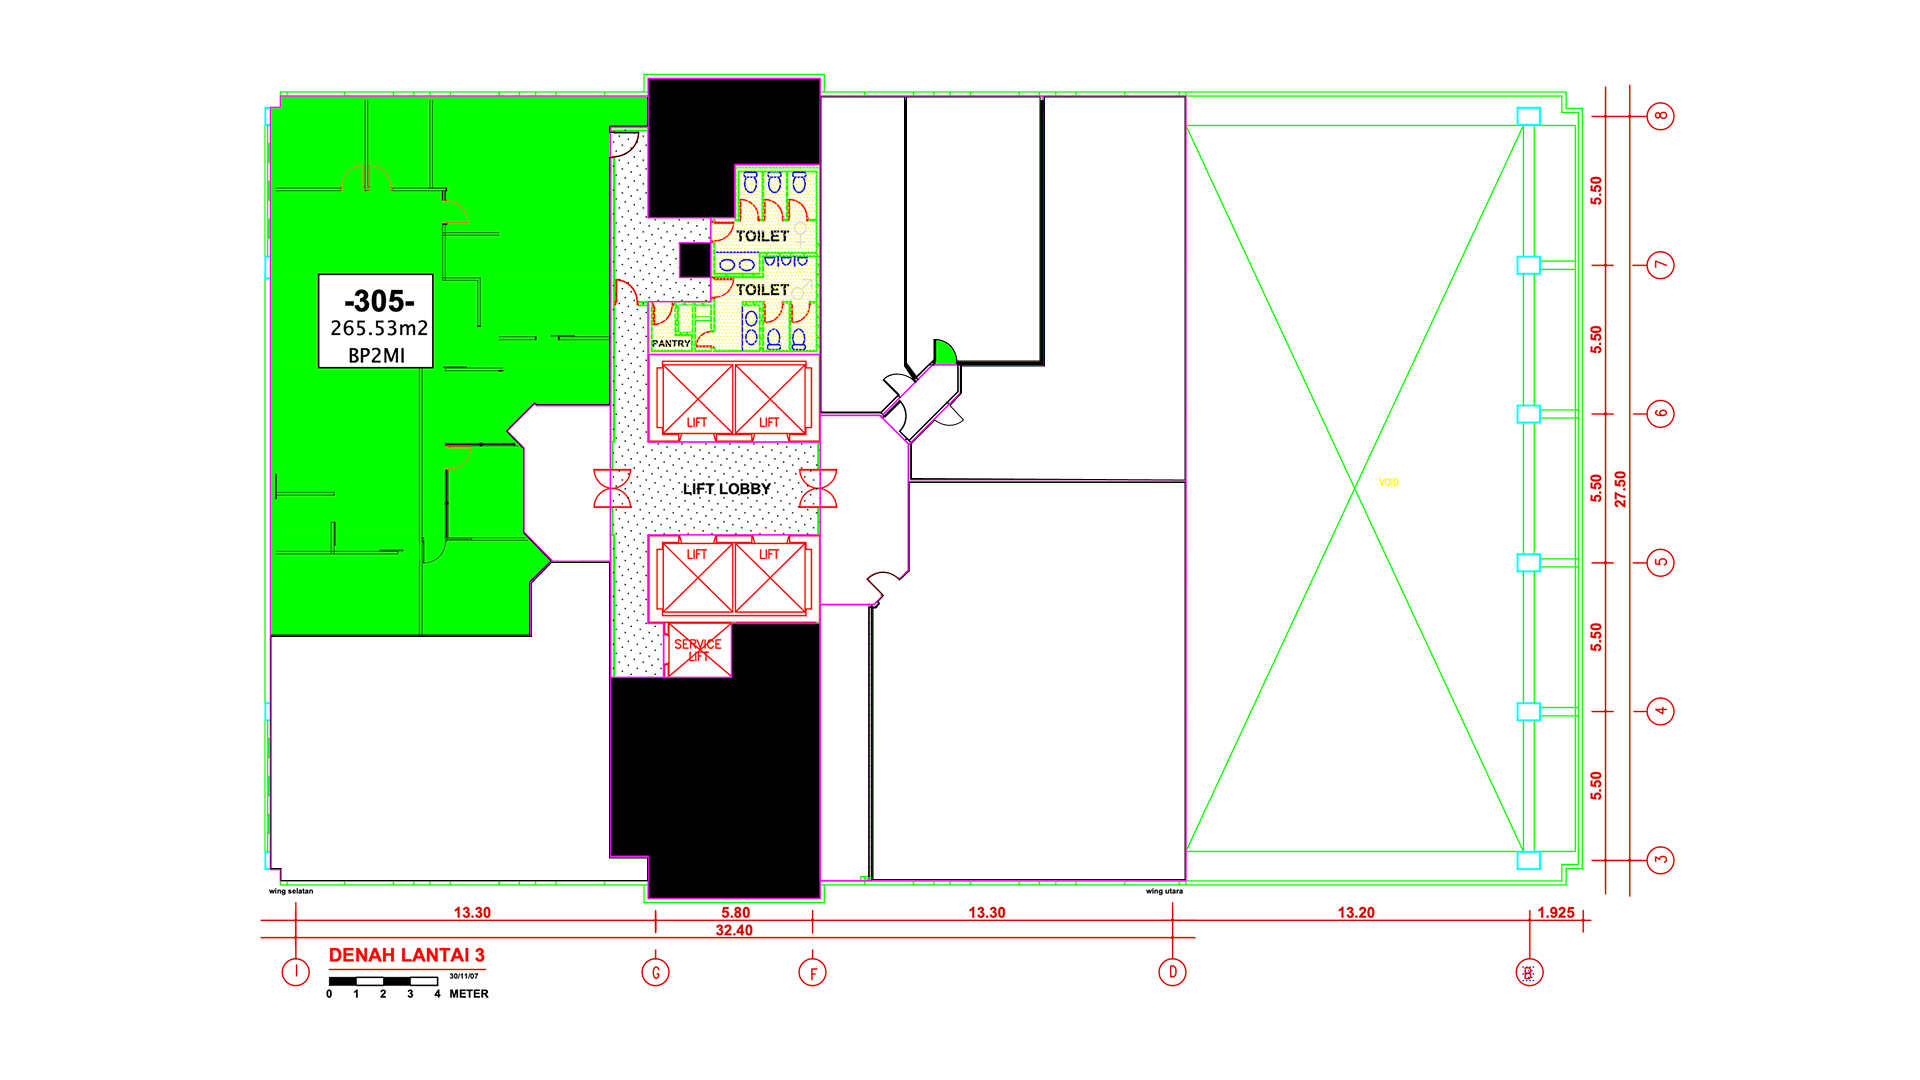 8
5.50
7
-305-
265.53m2
BP2MI
TOILET
TOILET
PANTRY
5.50
LIFT
LIFT
6
LIFT LOBBY
VOID
5.50
27.50
LIFT
LIFT
5
SERVICE
LIFT
5.50
4
5.50
3
wing selatan
wing utara
13.30
5.80
13.30
13.20
1.925
32.40
DENAH LANTAI 3
30/11/07
0 1 2 3 4 METER
I
G
F
D